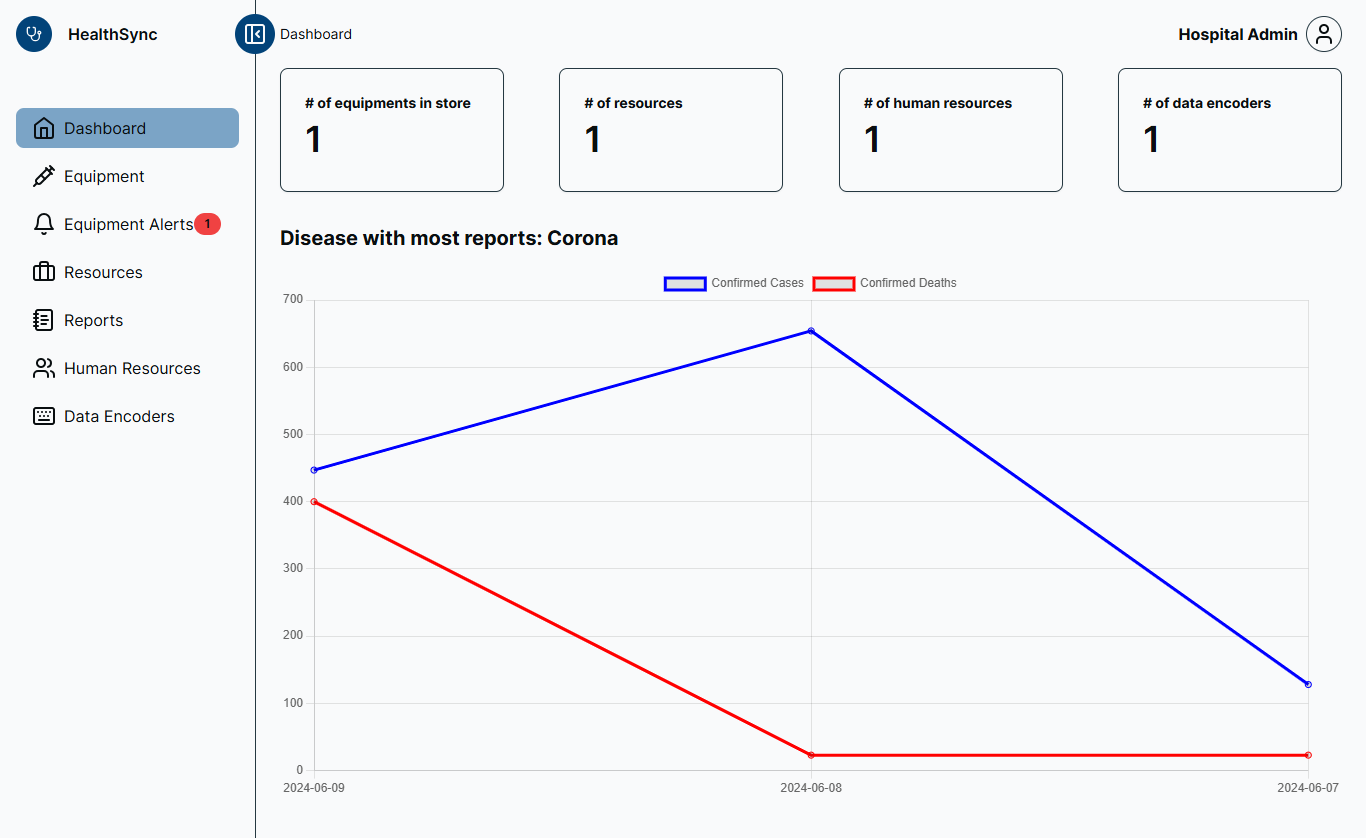 HealthSync
Dashboard
Hospital Admin
Dashboard
Equipment
Equipment Alerts 1
Resources
Reports
Human Resources
Data Encoders
# of equipments in store
1
# of resources
1
# of human resources
1
# of data encoders
1
Disease with most reports: Corona
Confirmed Cases Confirmed Deaths
700
600
500
400
300
200
100
0
2024-06-09 2024-06-08 2024-06-07